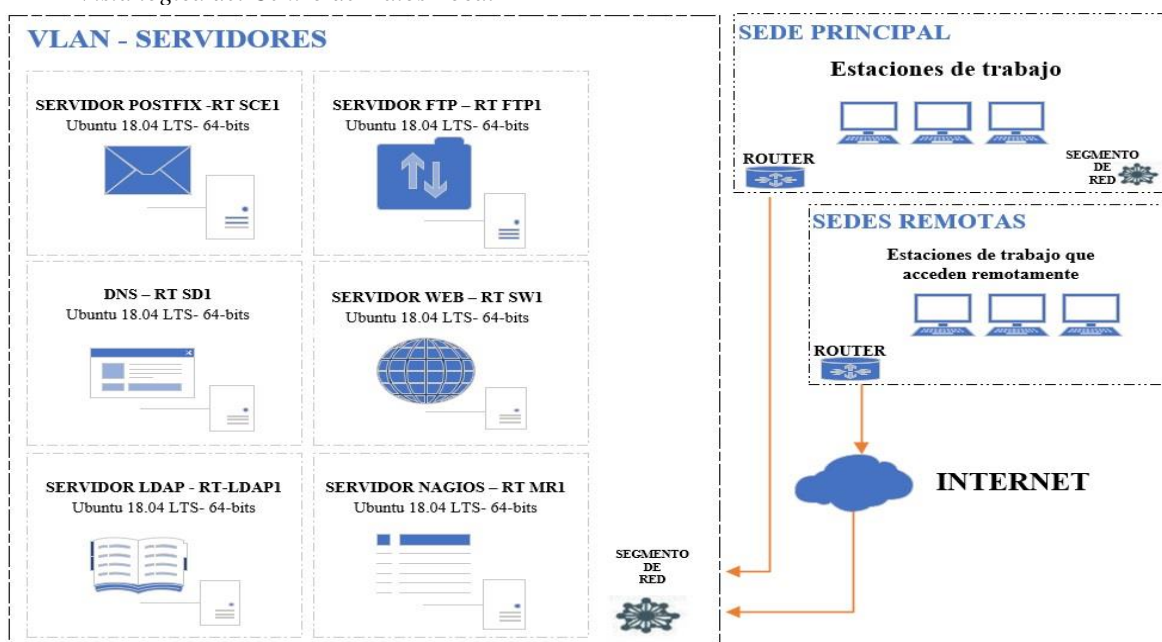 VLAN - SERVIDORES
SERVIDOR POSTFIX -RT SCE1
Ubuntu 18.04 LTS- 64-bits
SERVIDOR FTP – RT FTP1
Ubuntu 18.04 LTS- 64-bits
DNS – RT SD1
Ubuntu 18.04 LTS- 64-bits
SERVIDOR WEB – RT SW1
Ubuntu 18.04 LTS- 64-bits
SERVIDOR LDAP - RT-LDAP1
Ubuntu 18.04 LTS- 64-bits
SERVIDOR NAGIOS – RT MR1
Ubuntu 18.04 LTS- 64-bits
SEGMENTO
DE
RED
SEDE PRINCIPAL
Estaciones de trabajo
ROUTER
SEGMENTO
DE
RED
SEDES REMOTAS
Estaciones de trabajo que
acceden remotamente
ROUTER
INTERNET